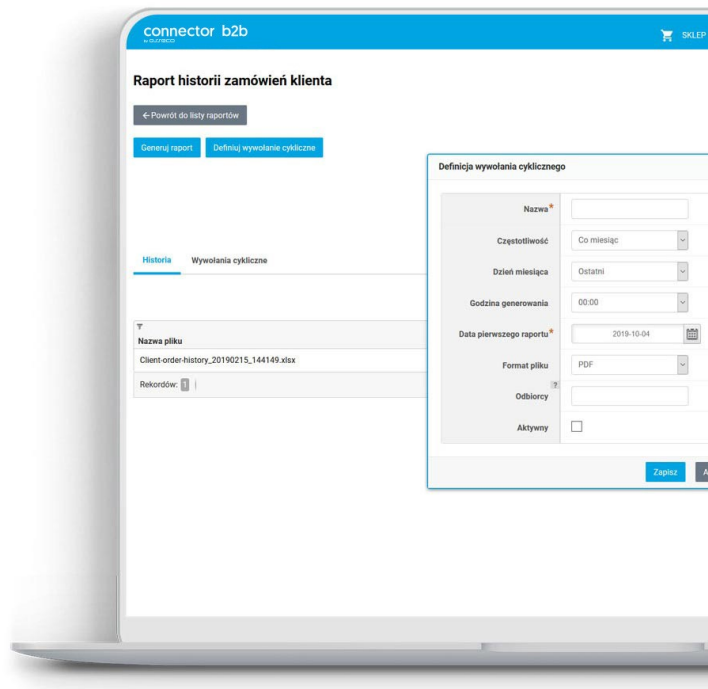 connector b2b
by asseco
SKLEP
Raport historii zamówień klienta
← Powrót do listy raportów
Generuj raport
Definiuj wywołanie cykliczne
Historia
Wywołania cykliczne
Nazwa pliku
Client-order-history_20190215_144149.xlsx
Rekordów: 1
Definicja wywołania cyklicznego
Nazwa*
Częstotliwość
Co miesiąc
Dzień miesiąca
Ostatni
Godzina generowania
00:00
Data pierwszego raportu*
2019-10-04
Format pliku
PDF
?
Odbiorcy
Aktywny
Zapisz
A